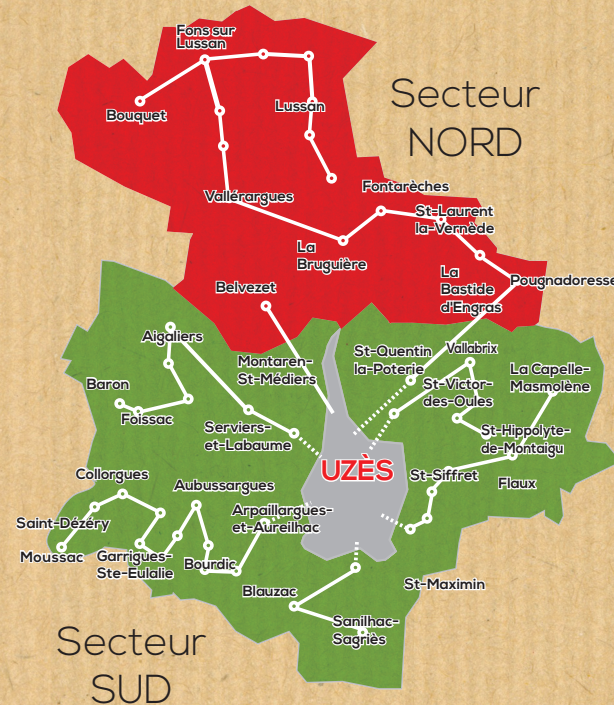 Fons sur
Lussan
Secteur
NORD
Bouquet
Lussan
Vallérargues
Fontarèches
St-Laurent
la-Vernède
La
Bruguière
La
Bastide
d'Engras
Pougnadoresse
Belvezet
Aigaliers
Montaren-
St-Médiers
St-Quentin
la-Poterie
Vallabrix
La Capelle-
Masmolène
Baron
St-Victor-
des-Oules
Foissac
Serviers-
et-Labaume
St-Hippolyte-
de-Montaigu
UZÈS
St-Siffret
Flaux
Collorgues
Aubussargues
Arpaillargues-
et-Aureilhac
Saint-Dézéry
Moussac
Garrigues-
Ste-Eulalie
Bourdic
Blauzac
St-Maximin
Sanilhac-
Sagriès
Secteur
SUD